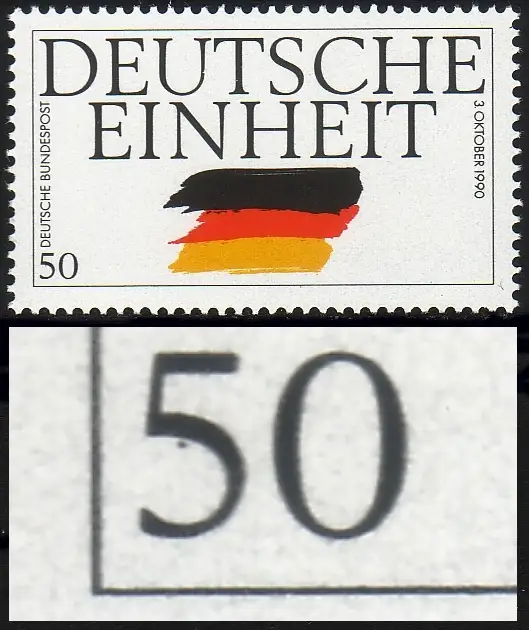 DEUTSCHE
EINHEIT
DEUTSCHE BUNDESPOST
3. OKTOBER 1990
50
50